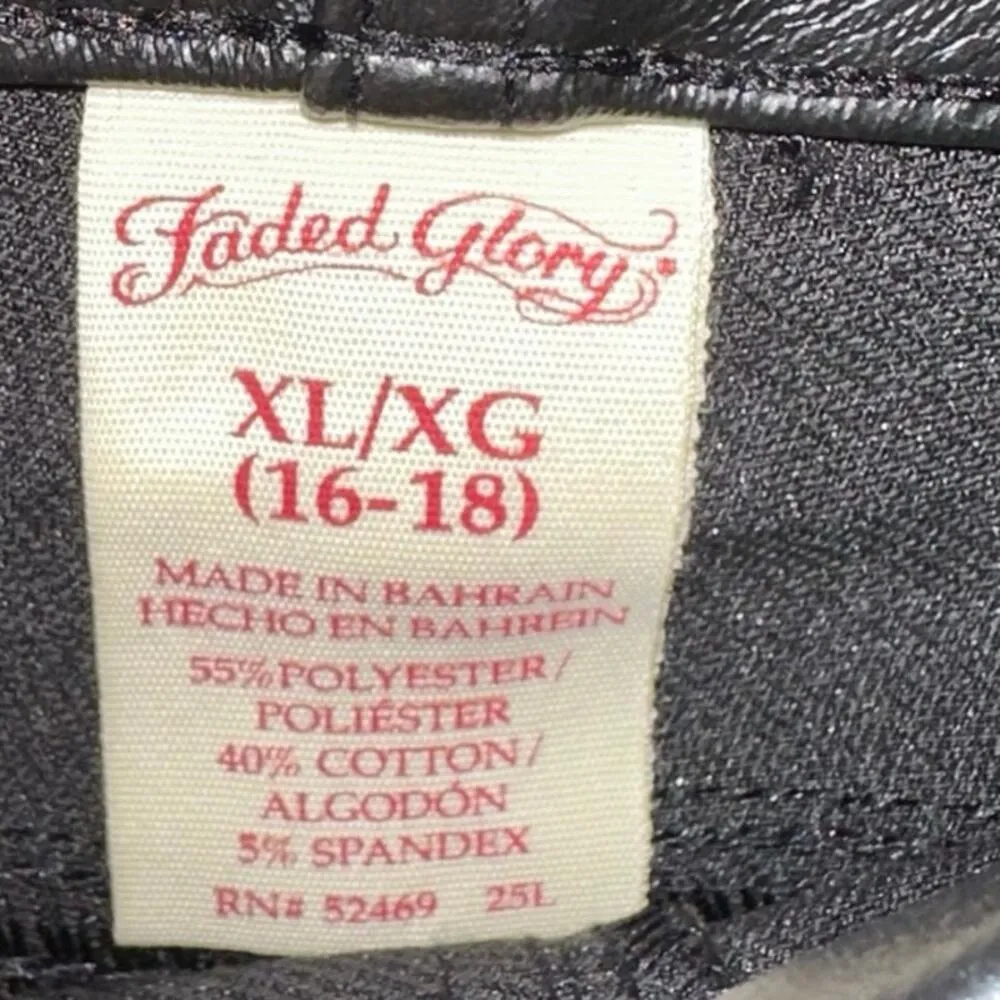 Faded Glory
XL/XG
(16-18)
MADE IN BAHRAIN
HECHO EN BAHREIN
55% POLYESTER/
POLIÉSTER
40% COTTON/
ALGODÓN
5% SPANDEX
RN# 52469 25L